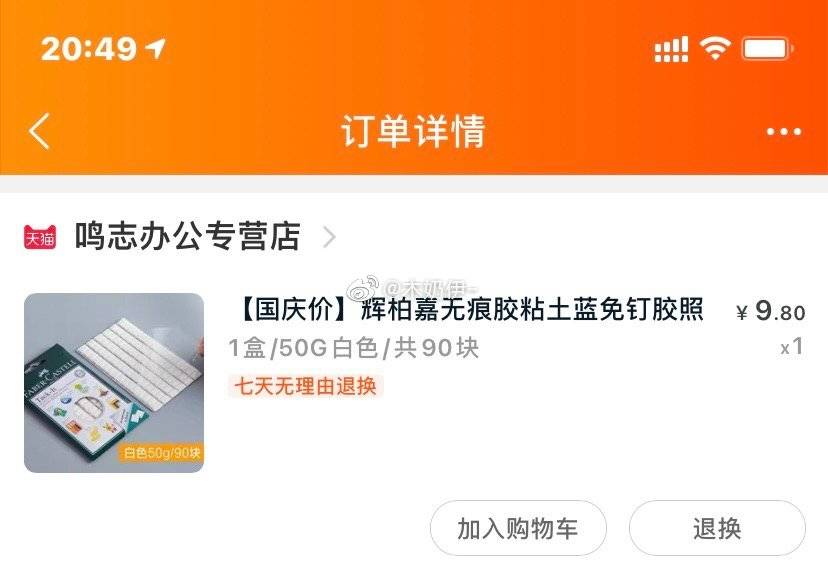 20:49
订单详情
天猫 鸣志办公专营店
@木奶伊-
【国庆价】辉柏嘉无痕胶粘土蓝免钉胶照 ¥9.80
1盒/50G白色/共90块 x1
七天无理由退换
FABER-CASTELL
Tack-it
白色50g/90块
加入购物车 退换